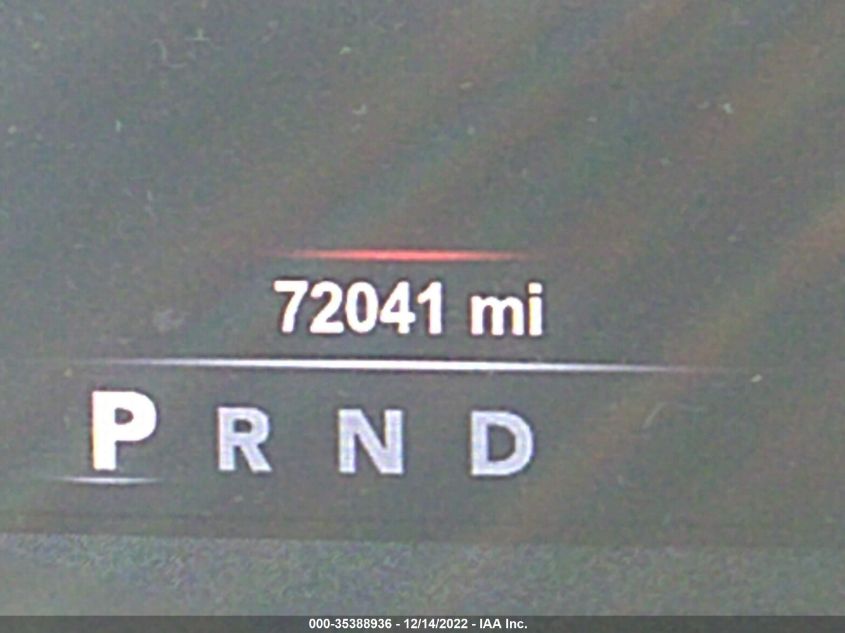 72041 mi
P R N D
000-35388936 - 12/14/2022 - IAA Inc.